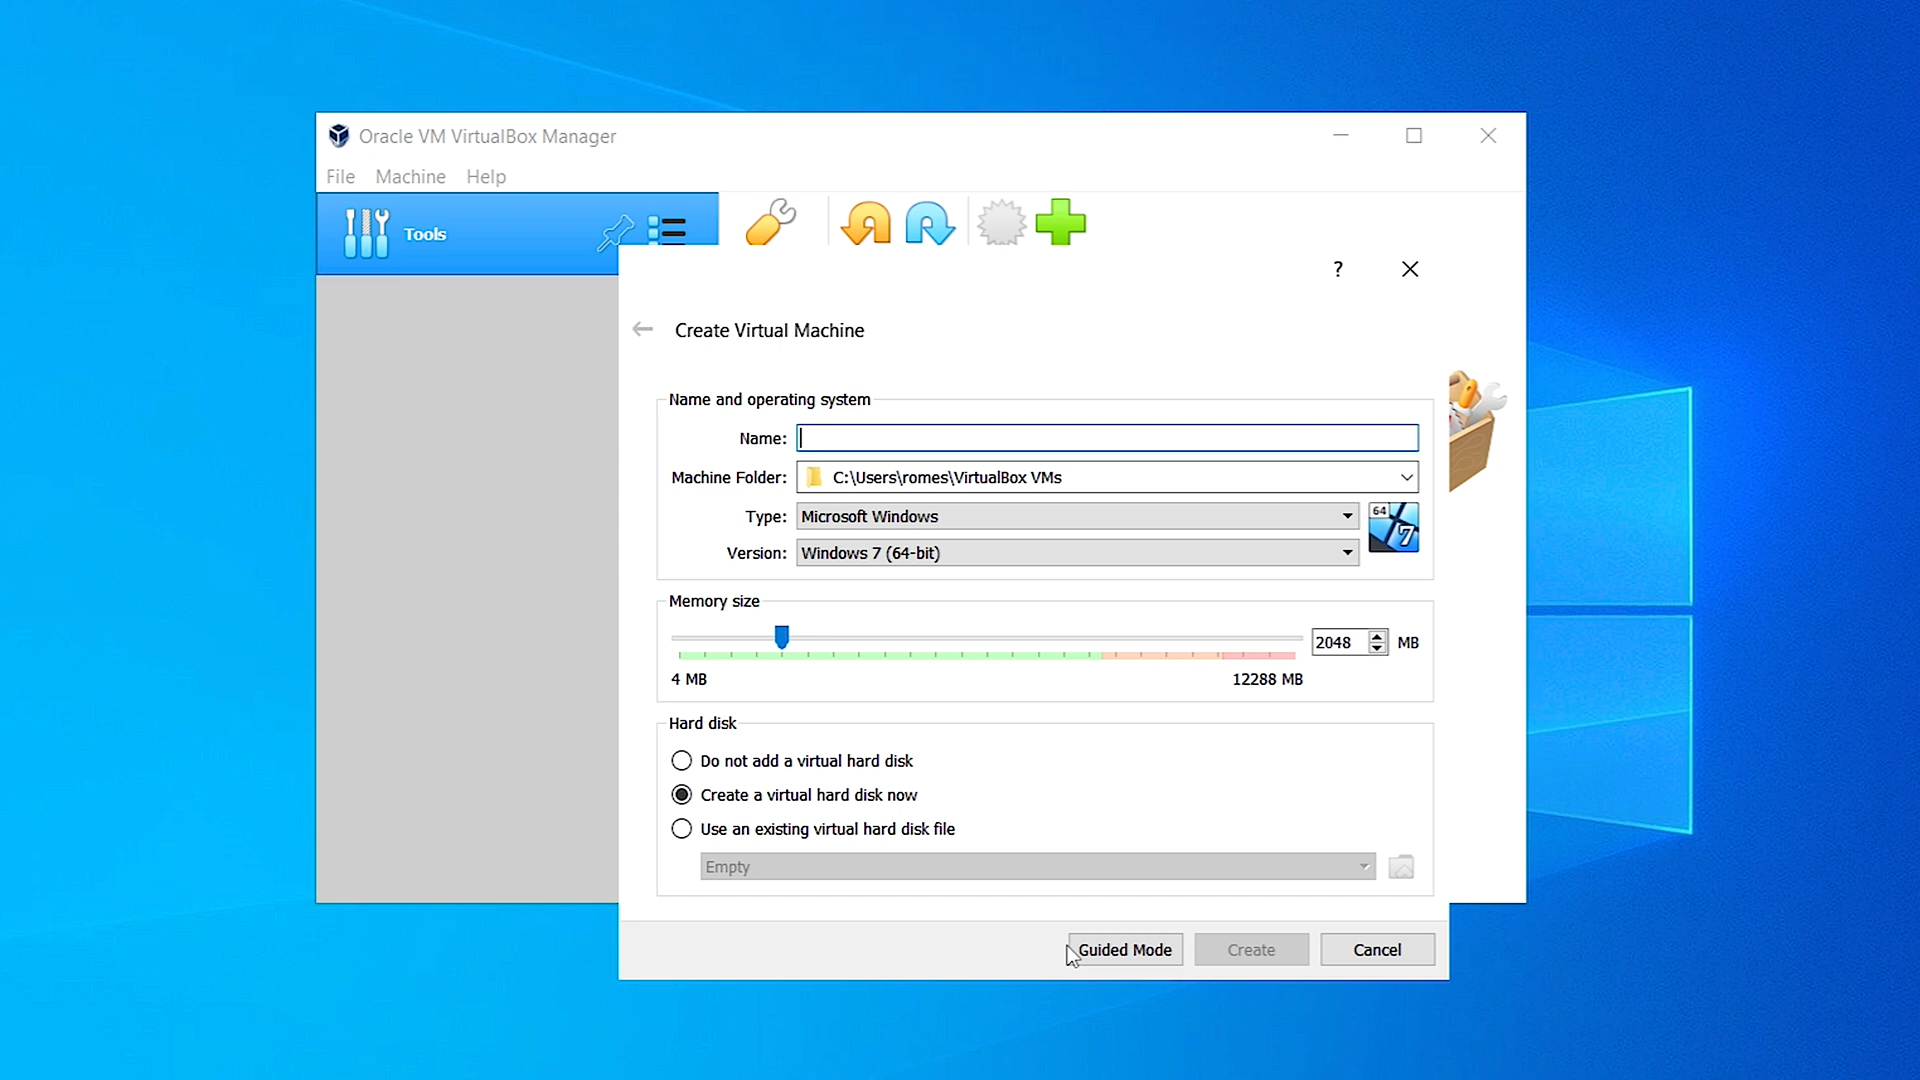 Oracle VM VirtualBox Manager
File Machine Help
Tools
?
Create Virtual Machine
Name and operating system
Name:
Machine Folder: C:\Users\romes\VirtualBox VMs
Type: Microsoft Windows
64
7
Version: Windows 7 (64-bit)
Memory size
2048 MB
4 MB 12288 MB
Hard disk
Do not add a virtual hard disk
Create a virtual hard disk now
Use an existing virtual hard disk file
Empty
Guided Mode Create Cancel